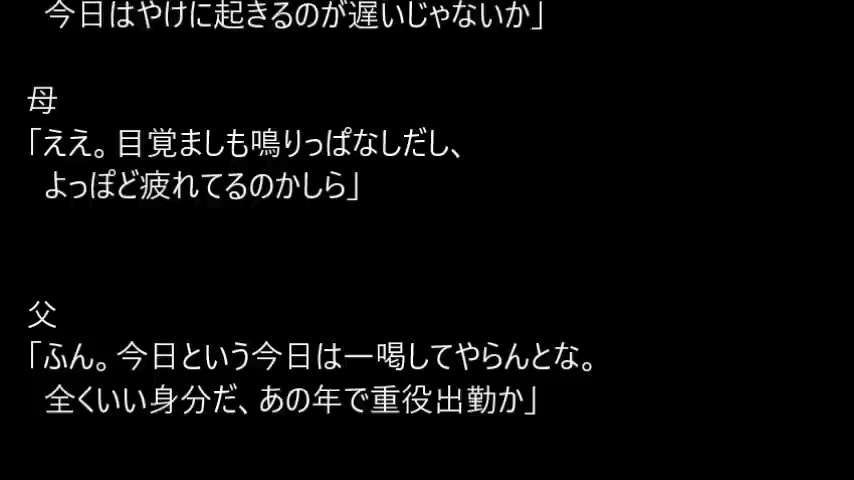 今日はやけに起きるのが遅いじゃないか」
母
「ええ。目覚ましも鳴りっぱなしだし、
よっぽど疲れてるのかしら」
父
「ふん。今日という今日は一喝してやらんとな。
全くいい身分だ、あの年で重役出勤か」